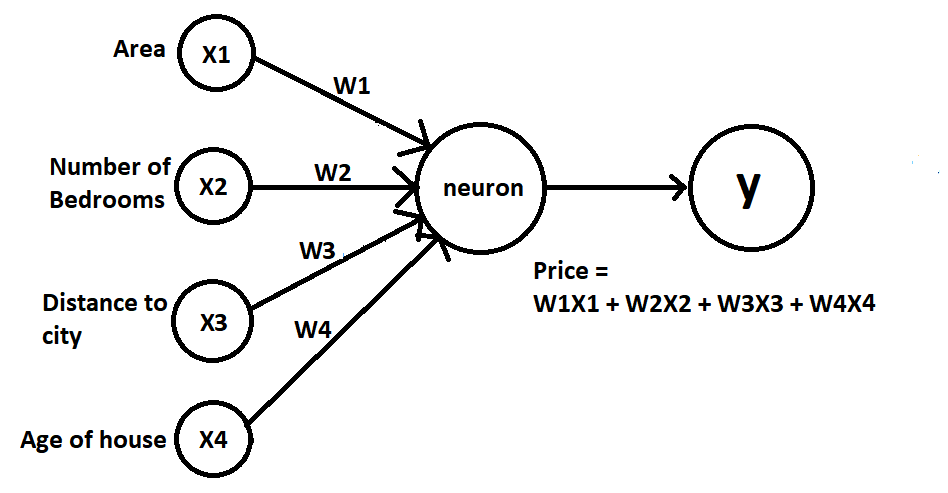 Area
X1
W1
Number of
Bedrooms
X2
W2
neuron
y
Distance to
city
X3
W3
Price =
W1X1 + W2X2 + W3X3 + W4X4
W4
Age of house
X4